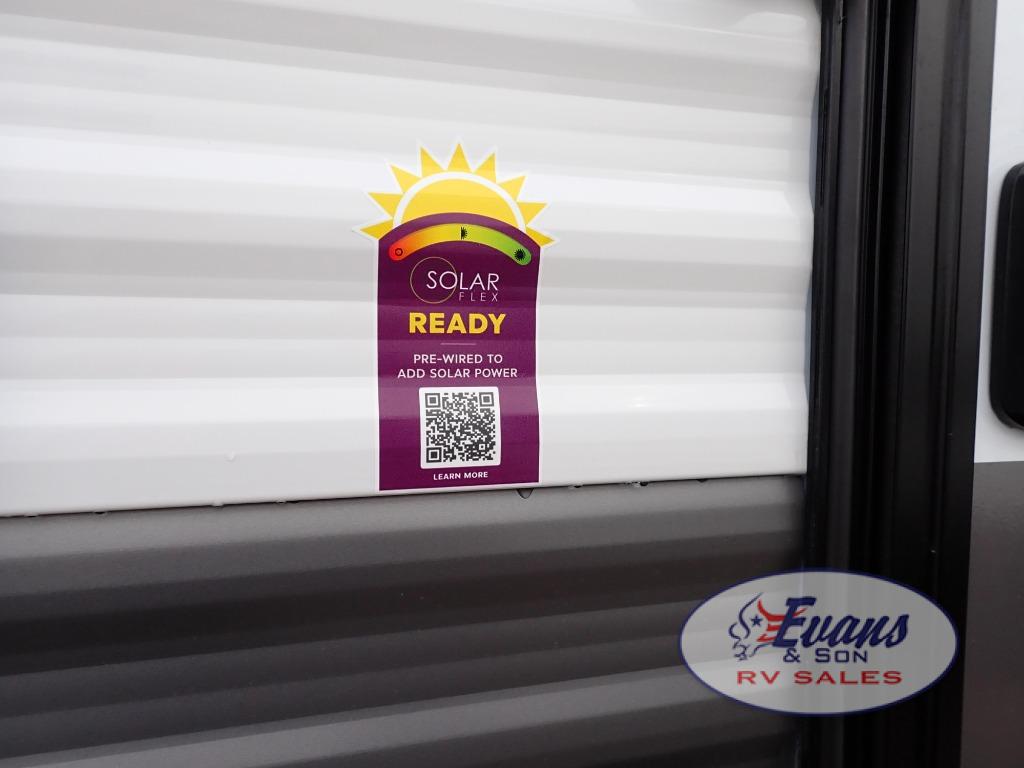 SOLAR
FLEX
READY
PRE-WIRED TO
ADD SOLAR POWER
LEARN MORE
Evans
& SON
RV SALES